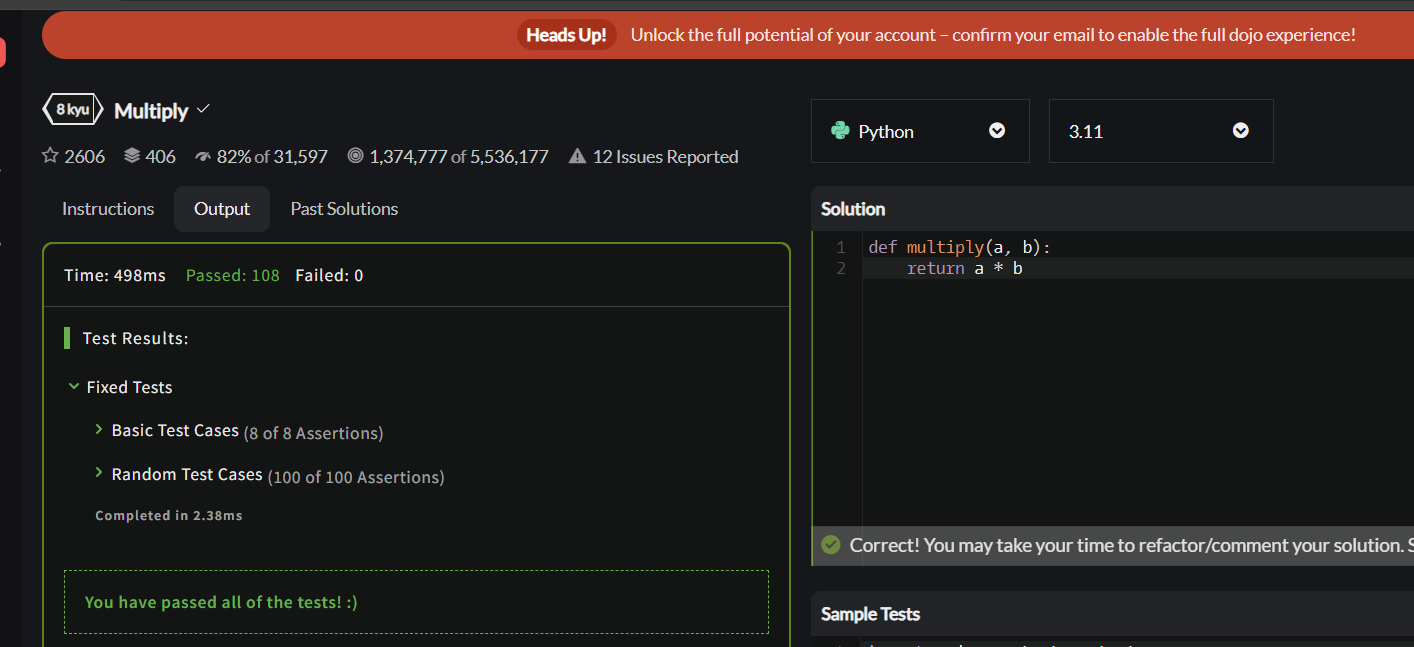 Heads Up! Unlock the full potential of your account – confirm your email to enable the full dojo experience!
8 kyu Multiply
2606 406 82% of 31,597 1,374,777 of 5,536,177 12 Issues Reported
Python 3.11
Instructions Output Past Solutions
Time: 498ms Passed: 108 Failed: 0
Test Results:
Fixed Tests
Basic Test Cases (8 of 8 Assertions)
Random Test Cases (100 of 100 Assertions)
Completed in 2.38ms
You have passed all of the tests! :)
Solution
1 def multiply(a, b):
2     return a * b
Correct! You may take your time to refactor/comment your solution.
Sample Tests